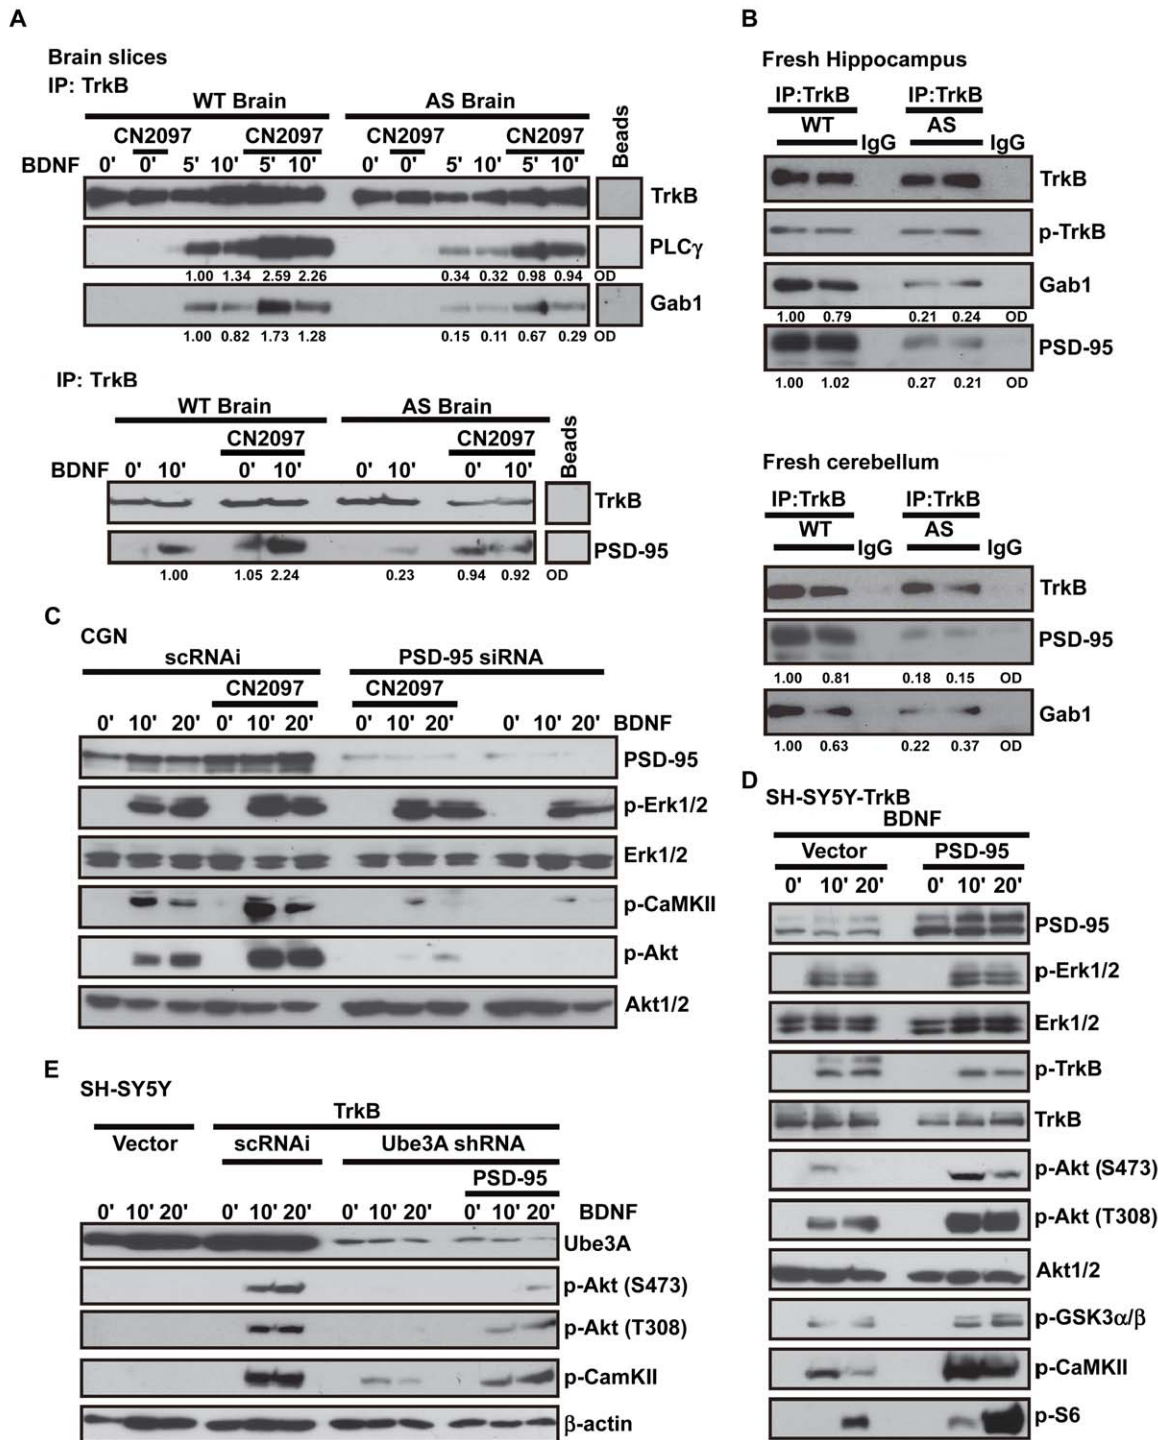 A
Brain slices
IP: TrkB
WT Brain AS Brain
CN2097 CN2097 CN2097 CN2097 Beads
BDNF 0' 0' 5' 10' 5' 10' 0' 0' 5' 10' 5' 10'
TrkB
PLCγ
1.00 1.34 2.59 2.26 0.34 0.32 0.98 0.94 OD
Gab1
1.00 0.82 1.73 1.28 0.15 0.11 0.67 0.29 OD
IP: TrkB
WT Brain AS Brain
CN2097 CN2097 Beads
BDNF 0' 10' 0' 10' 0' 10' 0' 10'
TrkB
PSD-95
1.00 1.05 2.24 0.23 0.94 0.92 OD
B
Fresh Hippocampus
IP:TrkB IP:TrkB
WT IgG AS IgG
TrkB
p-TrkB
Gab1
1.00 0.79 0.21 0.24 OD
PSD-95
1.00 1.02 0.27 0.21 OD
Fresh cerebellum
IP:TrkB IP:TrkB
WT IgG AS IgG
TrkB
PSD-95
1.00 0.81 0.18 0.15 OD
Gab1
1.00 0.63 0.22 0.37 OD
C
CGN
scRNAi PSD-95 siRNA
CN2097 CN2097
0' 10' 20' 0' 10' 20' 0' 10' 20' 0' 10' 20' BDNF
PSD-95
p-Erk1/2
Erk1/2
p-CaMKII
p-Akt
Akt1/2
D
SH-SY5Y-TrkB
BDNF
Vector PSD-95
0' 10' 20' 0' 10' 20'
PSD-95
p-Erk1/2
Erk1/2
p-TrkB
TrkB
p-Akt (S473)
p-Akt (T308)
Akt1/2
p-GSK3α/β
p-CaMKII
p-S6
E
SH-SY5Y
TrkB
Vector scRNAi Ube3A shRNA
PSD-95
0' 10' 20' 0' 10' 20' 0' 10' 20' 0' 10' 20' BDNF
Ube3A
p-Akt (S473)
p-Akt (T308)
p-CamKII
β-actin